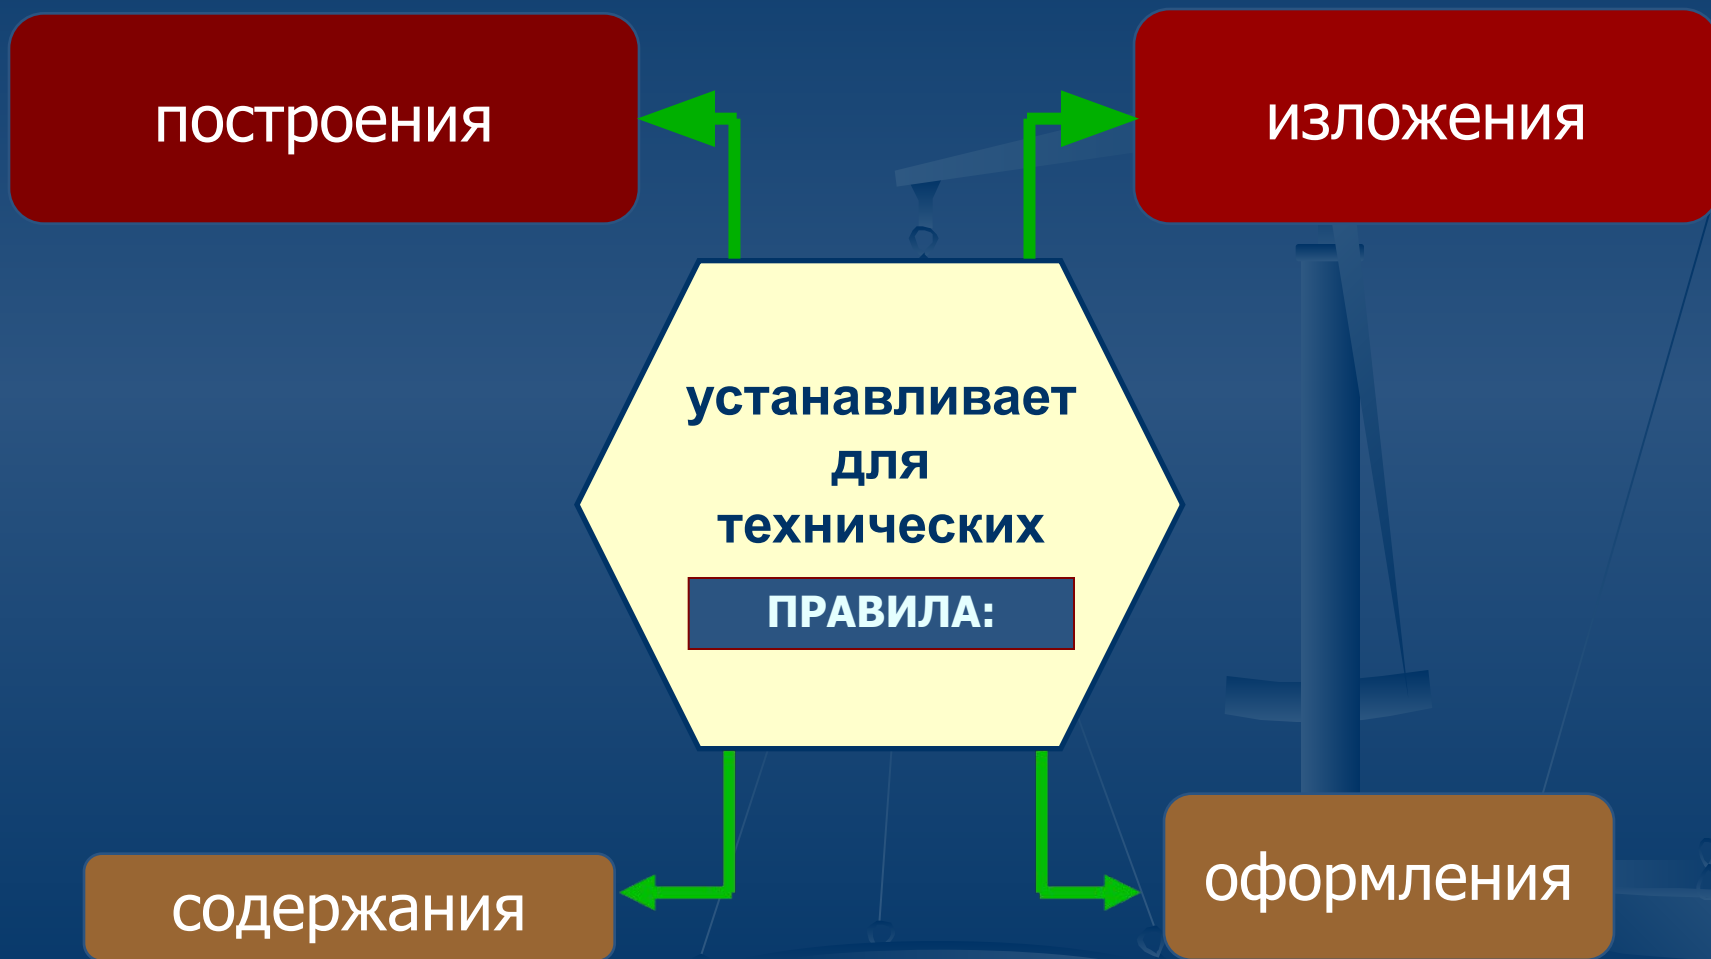 построения
изложения
устанавливает
для
технических
ПРАВИЛА:
содержания
оформления